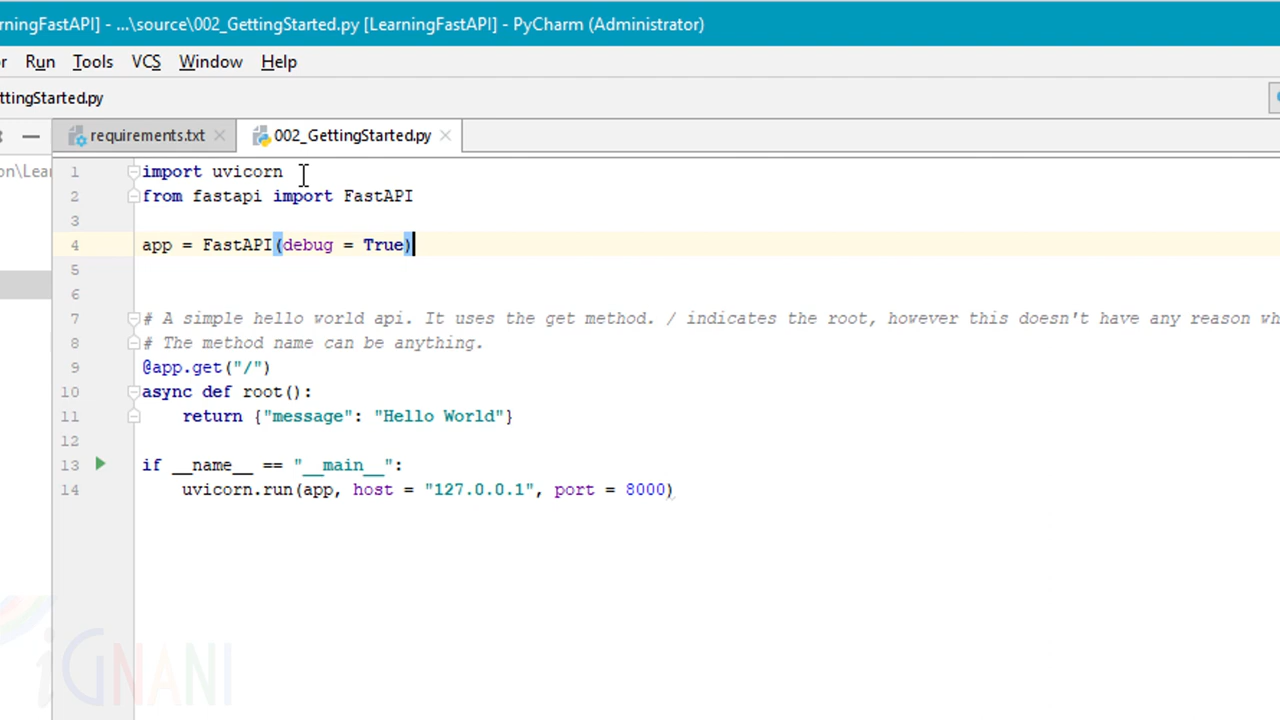 rningFastAPI] - ...\source\002_GettingStarted.py [LearningFastAPI] - PyCharm (Administrator)
r Run Tools VCS Window Help
ttingStarted.py
requirements.txt 002_GettingStarted.py
on\Lear
1 import uvicorn
2 from fastapi import FastAPI
3
4 app = FastAPI(debug = True)
5
6
7 # A simple hello world api. It uses the get method. / indicates the root, however this doesn't have any reason wh
8 # The method name can be anything.
9 @app.get("/")
10 async def root():
11 return {"message": "Hello World"}
12
13 if __name__ == "__main__":
14 uvicorn.run(app, host = "127.0.0.1", port = 8000)
iGNANI